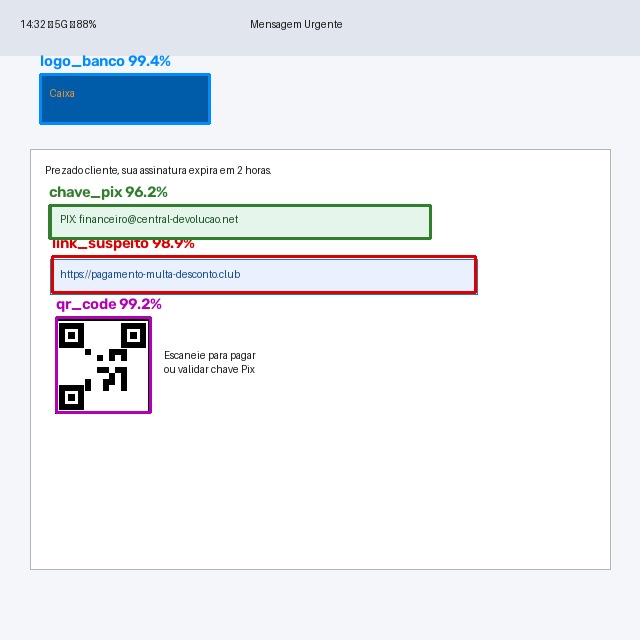 14:32 5G 88% Mensagem Urgente
logo_banco 99.4%
Caixa
Prezado cliente, sua assinatura expira em 2 horas.
chave_pix 96.2%
PIX: financeiro@central-devolucao.net
link_suspeito 98.9%
https://pagamento-multa-desconto.club
qr_code 99.2%
Escaneie para pagar
ou validar chave Pix